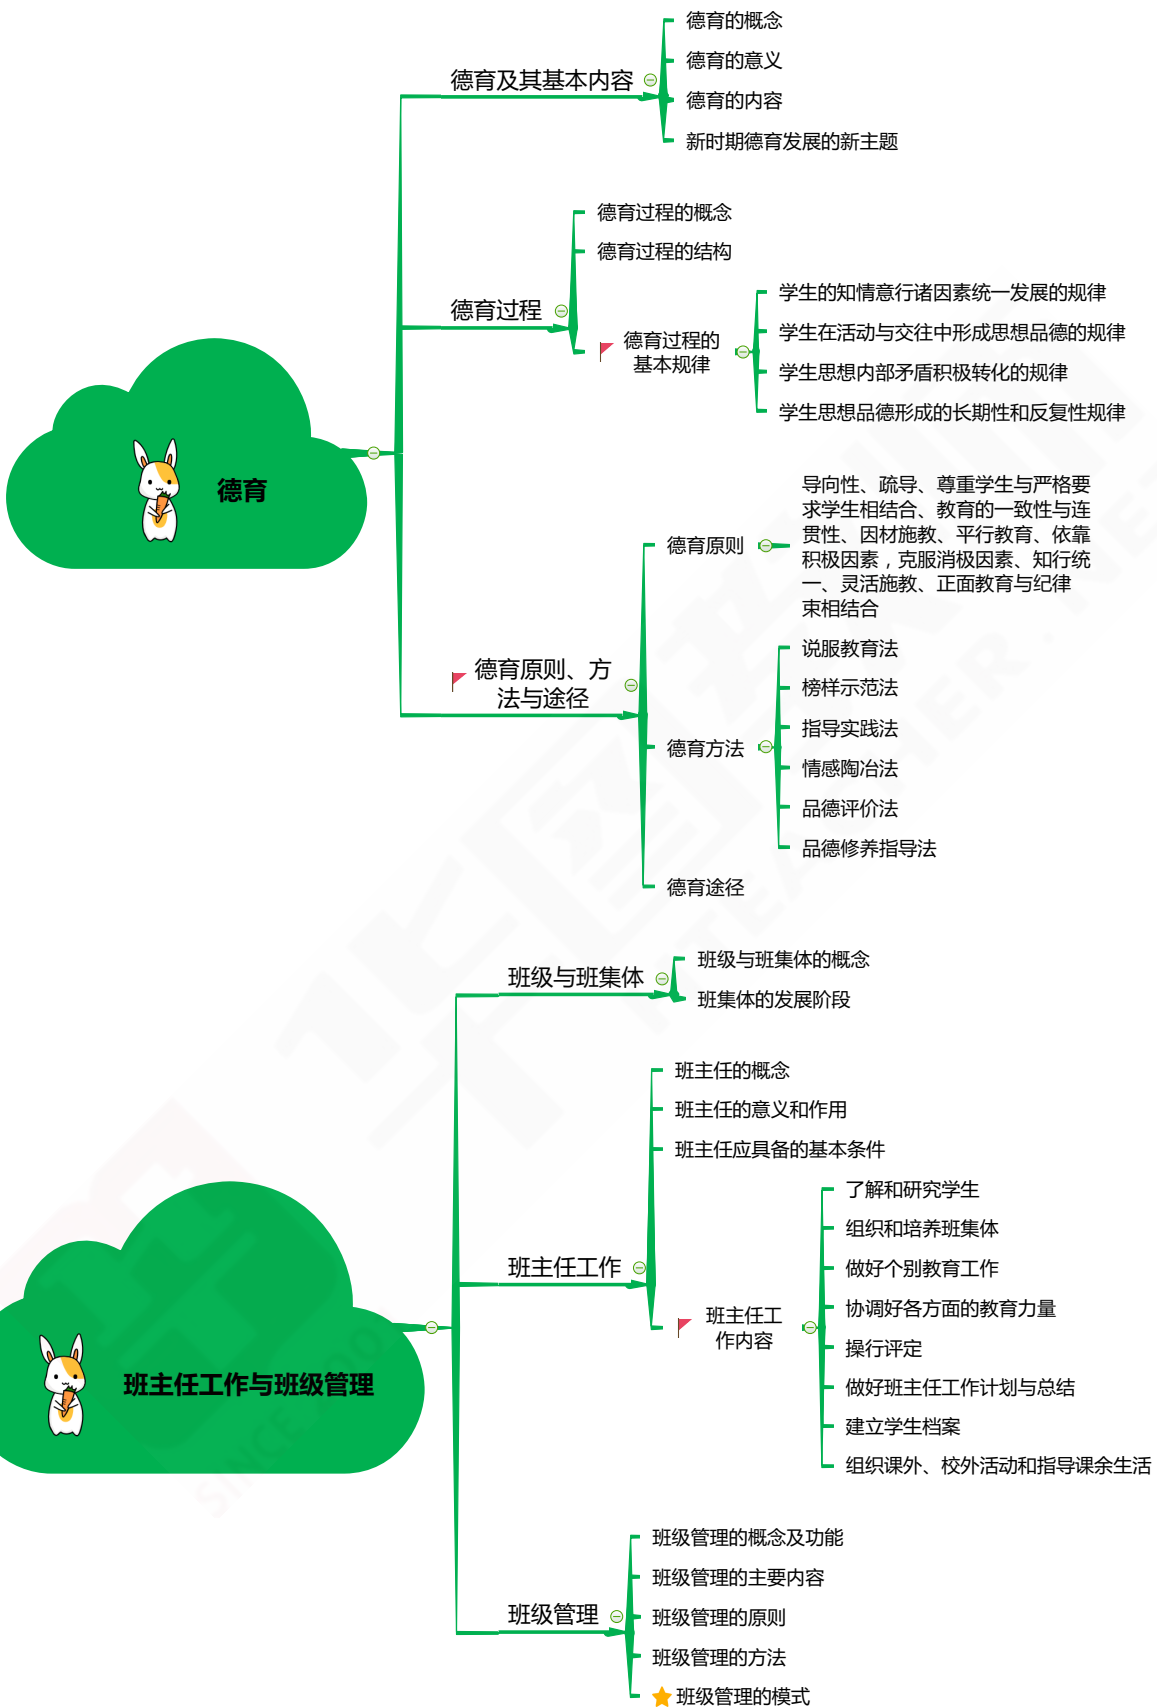 德育
德育及其基本内容
德育的概念
德育的意义
德育的内容
新时期德育发展的新主题
德育过程
德育过程的概念
德育过程的结构
德育过程的
基本规律
学生的知情意行诸因素统一发展的规律
学生在活动与交往中形成思想品德的规律
学生思想内部矛盾积极转化的规律
学生思想品德形成的长期性和反复性规律
德育原则、方
法与途径
德育原则
导向性、疏导、尊重学生与严格要
求学生相结合、教育的一致性与连
贯性、因材施教、平行教育、依靠
积极因素，克服消极因素、知行统
一、灵活施教、正面教育与纪律
束相结合
德育方法
说服教育法
榜样示范法
指导实践法
情感陶冶法
品德评价法
品德修养指导法
德育途径
班主任工作与班级管理
班级与班集体
班级与班集体的概念
班集体的发展阶段
班主任工作
班主任的概念
班主任的意义和作用
班主任应具备的基本条件
班主任工
作内容
了解和研究学生
组织和培养班集体
做好个别教育工作
协调好各方面的教育力量
操行评定
做好班主任工作计划与总结
建立学生档案
组织课外、校外活动和指导课余生活
班级管理
班级管理的概念及功能
班级管理的主要内容
班级管理的原则
班级管理的方法
班级管理的模式